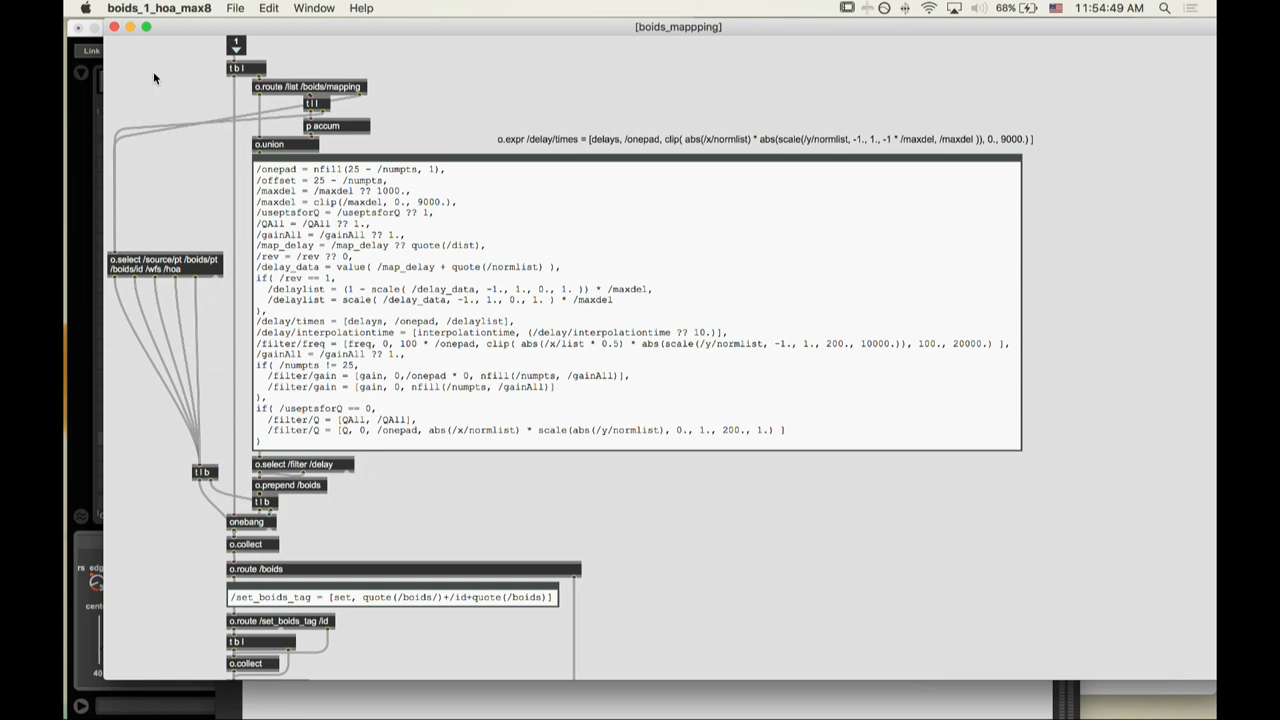 boids_1_hoa_max8 File Edit Window Help 68% 11:54:49 AM
[boids_mappping]
Link
1
t b l
o.route /list /boids/mapping
t l l
p accum
o.union
o.expr /delay/times = [delays, /onepad, clip( abs(/x/normlist) * abs(scale(/y/normlist, -1., 1., -1 * /maxdel, /maxdel )), 0., 9000.) ]
/onepad = nfill(25 - /numpts, 1),
/offset = 25 - /numpts,
/maxdel = /maxdel ?? 1000.,
/maxdel = clip(/maxdel, 0., 9000.),
/useptsforQ = /useptsforQ ?? 1,
/QAll = /QAll ?? 1.,
/gainAll = /gainAll ?? 1.,
/map_delay = /map_delay ?? quote(/dist),
/rev = /rev ?? 0,
/delay_data = value( /map_delay + quote(/normlist) ),
if( /rev == 1,
/delaylist = (1 - scale( /delay_data, -1., 1., 0., 1. )) * /maxdel,
/delaylist = scale( /delay_data, -1., 1., 0., 1. ) * /maxdel
),
/delay/times = [delays, /onepad, /delaylist],
/delay/interpolationtime = [interpolationtime, (/delay/interpolationtime ?? 10.)],
/filter/freq = [freq, 0, 100 * /onepad, clip( abs(/x/list * 0.5) * abs(scale(/y/normlist, -1., 1., 200., 10000.)), 100., 20000.) ],
/gainAll = /gainAll ?? 1.,
if( /numpts != 25,
/filter/gain = [gain, 0,/onepad * 0, nfill(/numpts, /gainAll)],
/filter/gain = [gain, 0, nfill(/numpts, /gainAll)]
),
if( /useptsforQ == 0,
/filter/Q = [QAll, /QAll],
/filter/Q = [Q, 0, /onepad, abs(/x/normlist) * scale(abs(/y/normlist), 0., 1., 200., 1.) ]
)
o.select /source/pt /boids/pt
/boids/id /wfs /hoa
o.select /filter /delay
t l b
o.prepend /boids
t l b
onebang
o.collect
o.route /boids
rs edg
/set_boids_tag = [set, quote(/boids/)+/id+quote(/boids)]
cente
o.route /set_boids_tag /id
t b l
o.collect
40